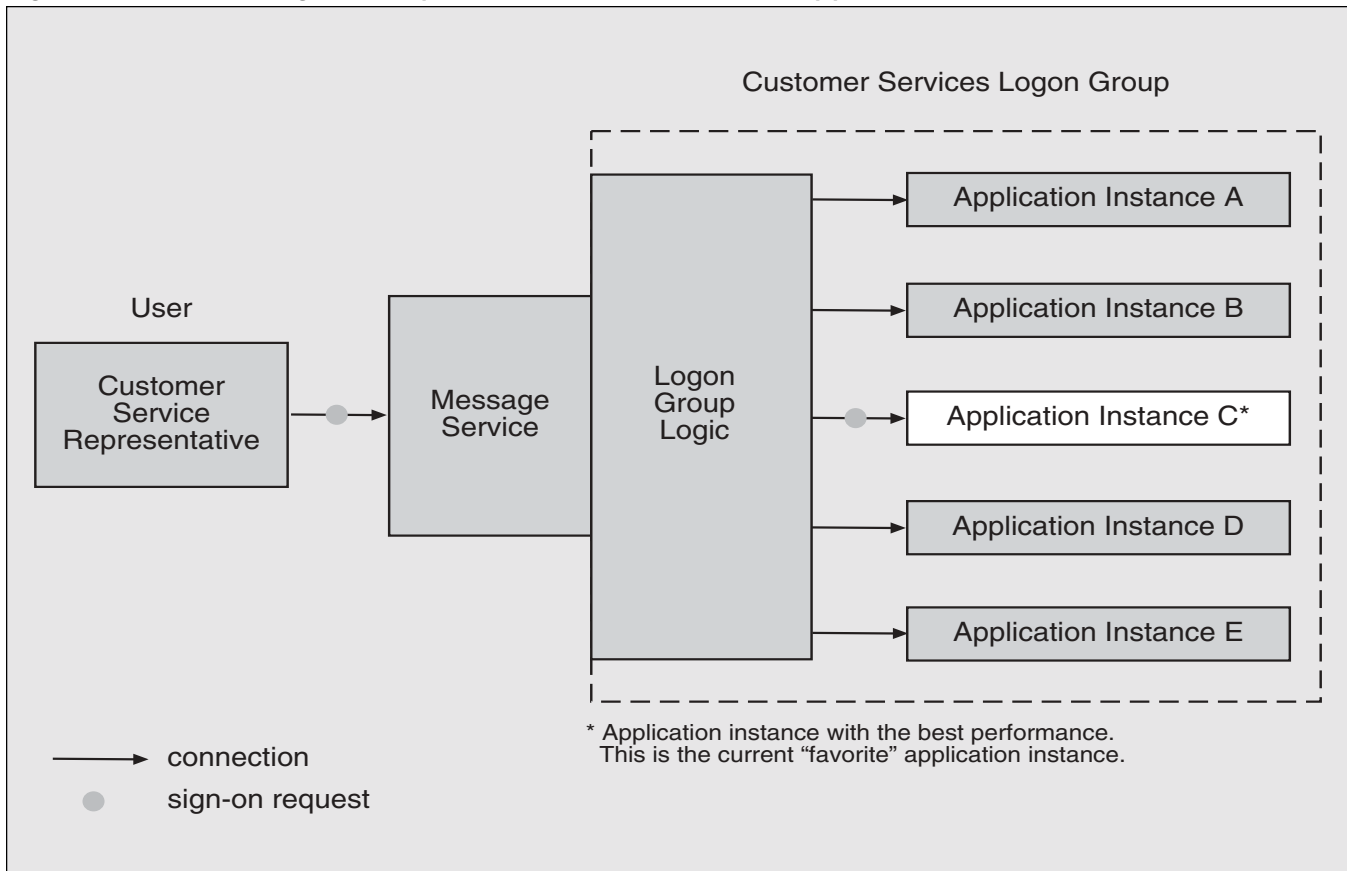 Customer Services Logon Group
Application Instance A
User
Application Instance B
Customer
Service
Representative
Message
Service
Logon
Group
Logic
Application Instance C*
Application Instance D
Application Instance E
* Application instance with the best performance.
This is the current “favorite” application instance.
connection
sign-on request